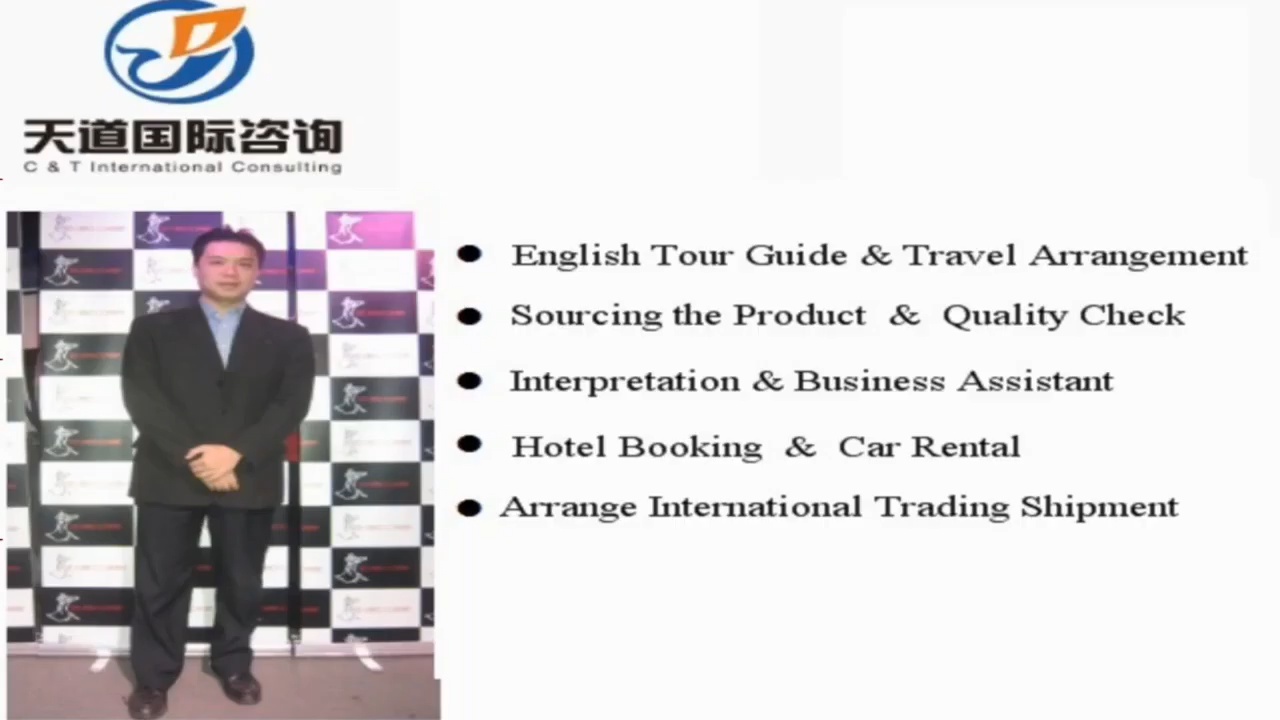 天道国际咨询
C & T International Consulting
● English Tour Guide & Travel Arrangement
● Sourcing the Product & Quality Check
● Interpretation & Business Assistant
● Hotel Booking & Car Rental
● Arrange International Trading Shipment